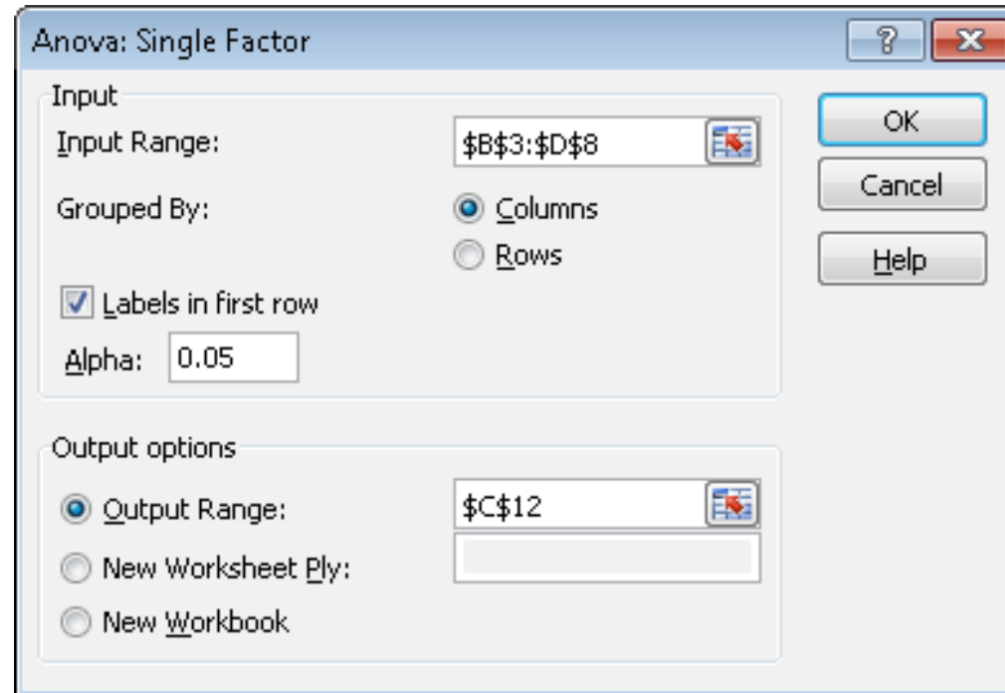 Anova: Single Factor
Input
Input Range: $B$3:$D$8
Grouped By: Columns
Rows
Labels in first row
Alpha: 0.05
Output options
Output Range: $C$12
New Worksheet Ply:
New Workbook
OK
Cancel
Help